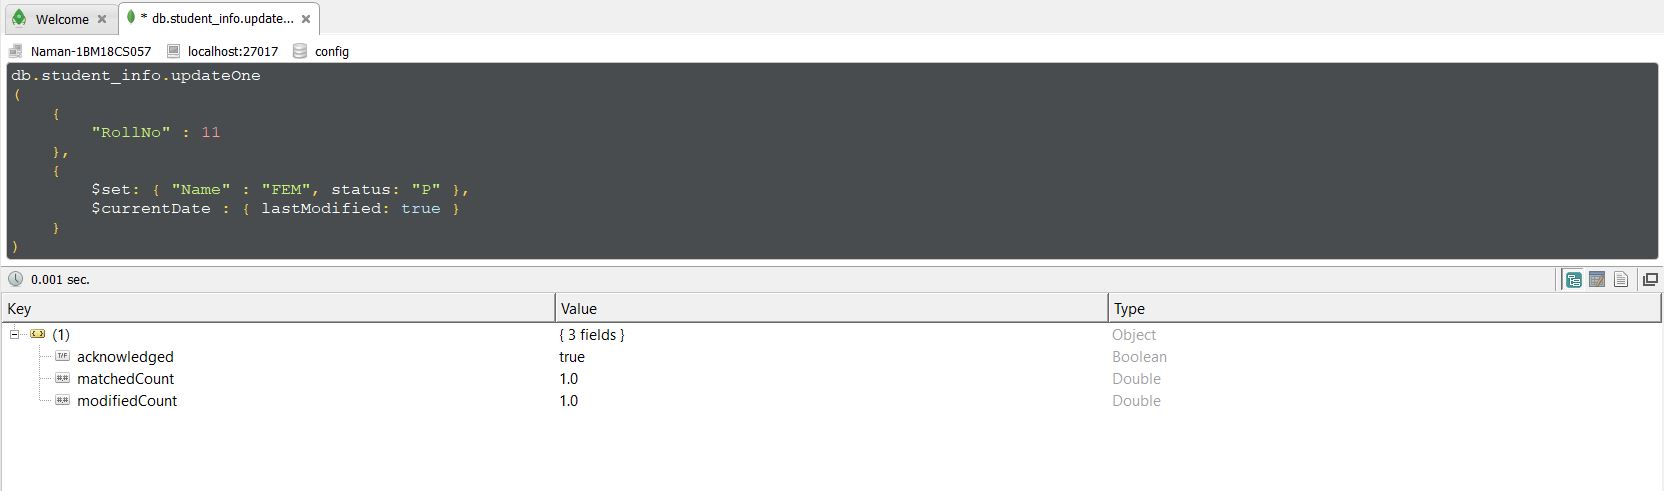 Welcome
* db.student_info.update...
Naman-1BM18CS057 localhost:27017 config
db.student_info.updateOne
(
{
"RollNo" : 11
},
{
$set: { "Name" : "FEM", status: "P" },
$currentDate : { lastModified: true }
}
)
0.001 sec.
Key Value Type
(1) { 3 fields } Object
T/F acknowledged true Boolean
#.# matchedCount 1.0 Double
#.# modifiedCount 1.0 Double